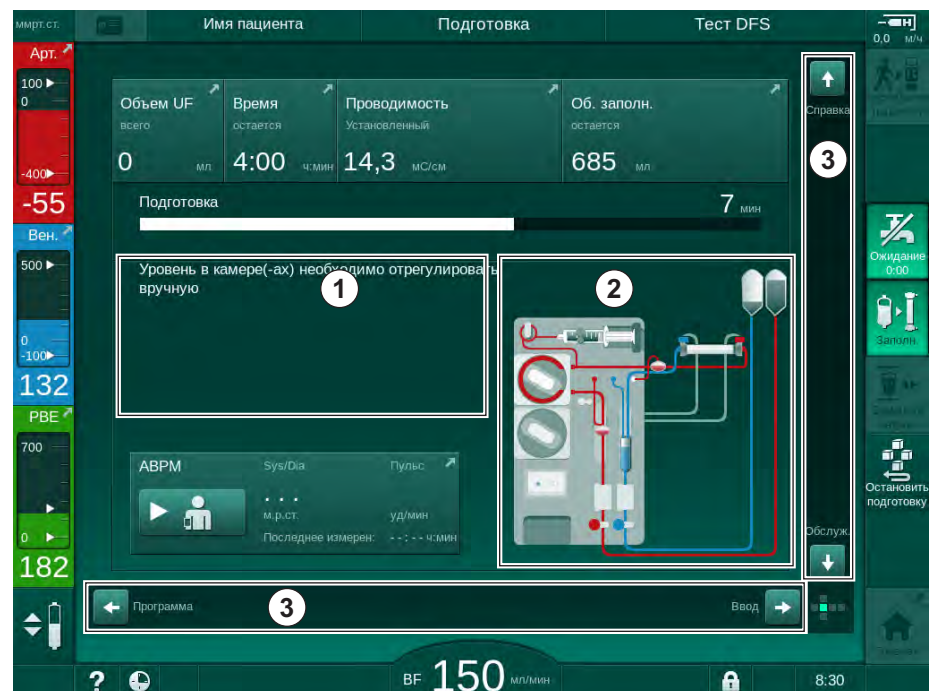 ммрт.ст.
Имя пациента
Подготовка
Тест DFS
0,0 м/ч
Арт.
100
0
-400
-55
Вен.
500
0
-100
132
PBE
700
0
182
Объем UF
всего
0 мл
Время
остается
4:00 ч:мин
Проводимость
Установленный
14,3 мС/см
Об. заполн.
остается
685 мл
Подготовка
7 мин
Уровень в камере(-ах) необходимо отрегулировать
вручную
1
2
ABPM
Sys/Dia
Пульс
. . .
м.р.ст.
уд/мин
Последнее измерен:
--:-- ч:мин
Справка
3
Обслуж.
Программа
3
Ввод
Ожидание
0:00
Заполн.
Остановить
подготовку
?
BF 150 мл/мин
8:30